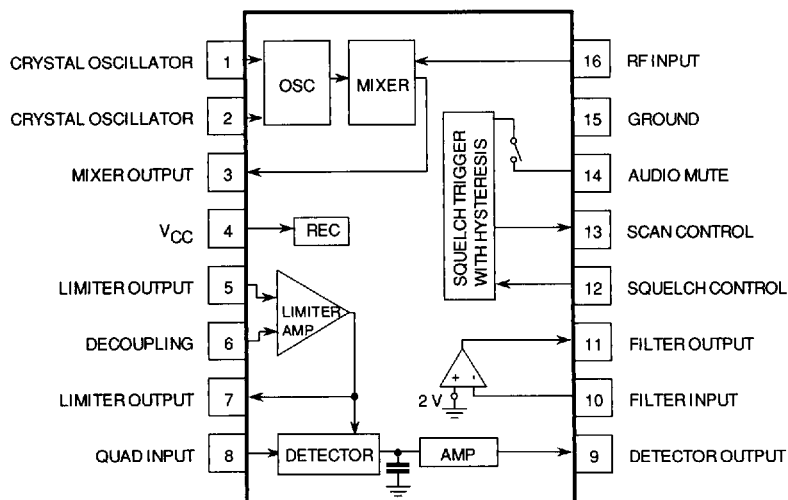 CRYSTAL OSCILLATOR 1
CRYSTAL OSCILLATOR 2
MIXER OUTPUT 3
VCC 4
LIMITER OUTPUT 5
DECOUPLING 6
LIMITER OUTPUT 7
QUAD INPUT 8
OSC
MIXER
REC
LIMITER
AMP
DETECTOR
AMP
2 V
+ -
SQUELCH TRIGGER
WITH HYSTERESIS
16 RF INPUT
15 GROUND
14 AUDIO MUTE
13 SCAN CONTROL
12 SQUELCH CONTROL
11 FILTER OUTPUT
10 FILTER INPUT
9 DETECTOR OUTPUT